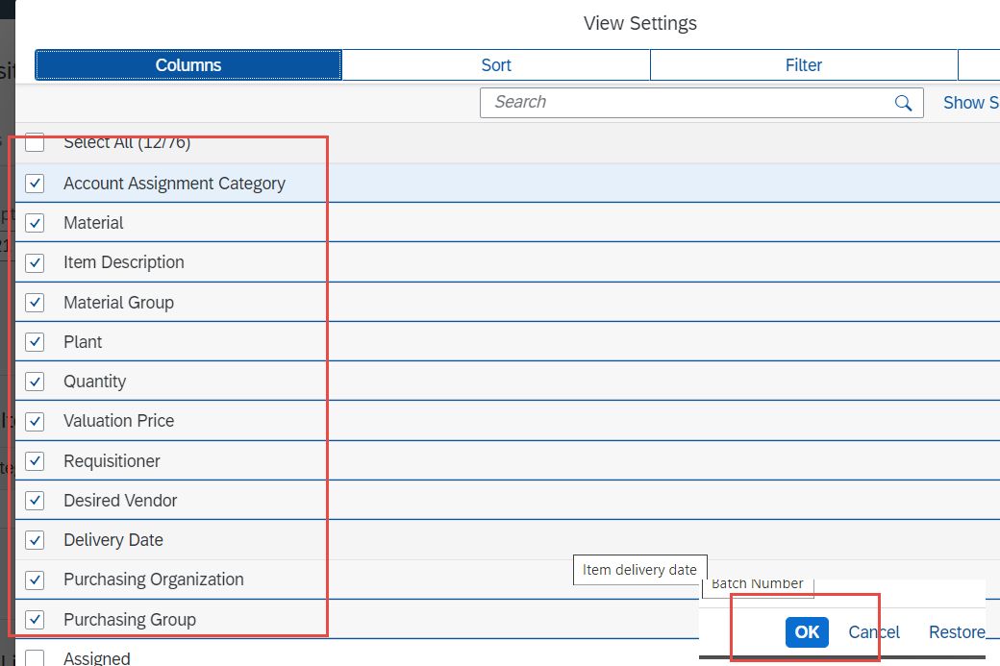 View Settings
Columns
Sort
Filter
Search
Show S
Select All (12/76)
Account Assignment Category
Material
Item Description
Material Group
Plant
Quantity
Valuation Price
Requisitioner
Desired Vendor
Delivery Date
Item delivery date
Purchasing Organization
Batch Number
Purchasing Group
OK
Cancel
Restore
Assigned